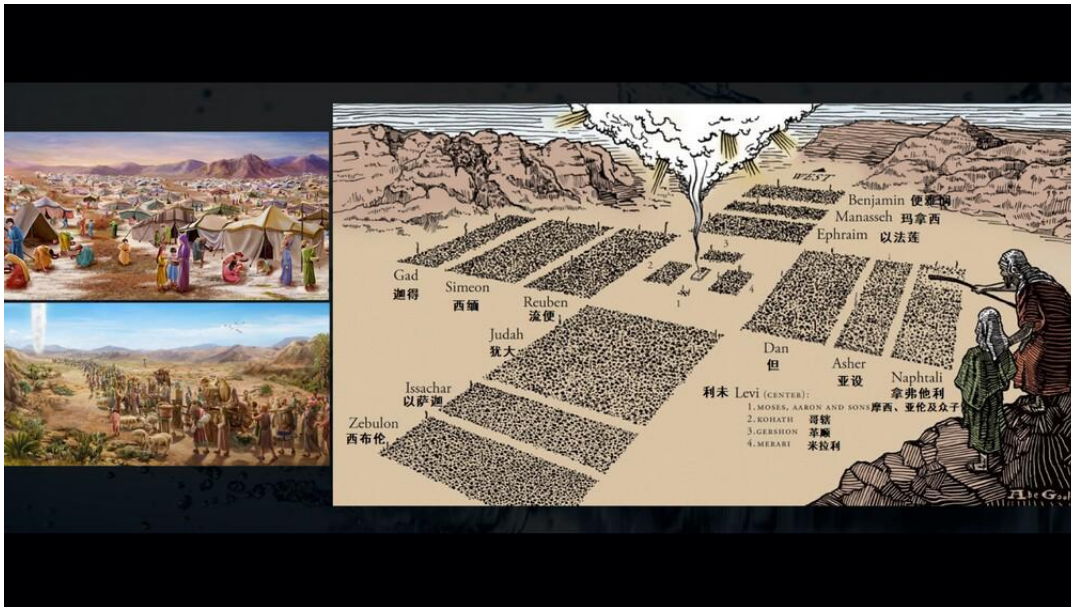 WEST
Benjamin 便雅悯
Manasseh 玛拿西
Ephraim 以法莲
Gad
迦得
Simeon
西缅
Reuben
流便
Judah
犹大
Issachar
以萨迦
Zebulon
西布伦
Dan
但
Asher
亚设
Naphtali
拿弗他利
3
2
4
1
利未 Levi (CENTER):
1. MOSES, AARON AND SONS 摩西、亚伦及众子
2. KOHATH 哥辖
3. GERSHON 革顺
4. MERARI 米拉利